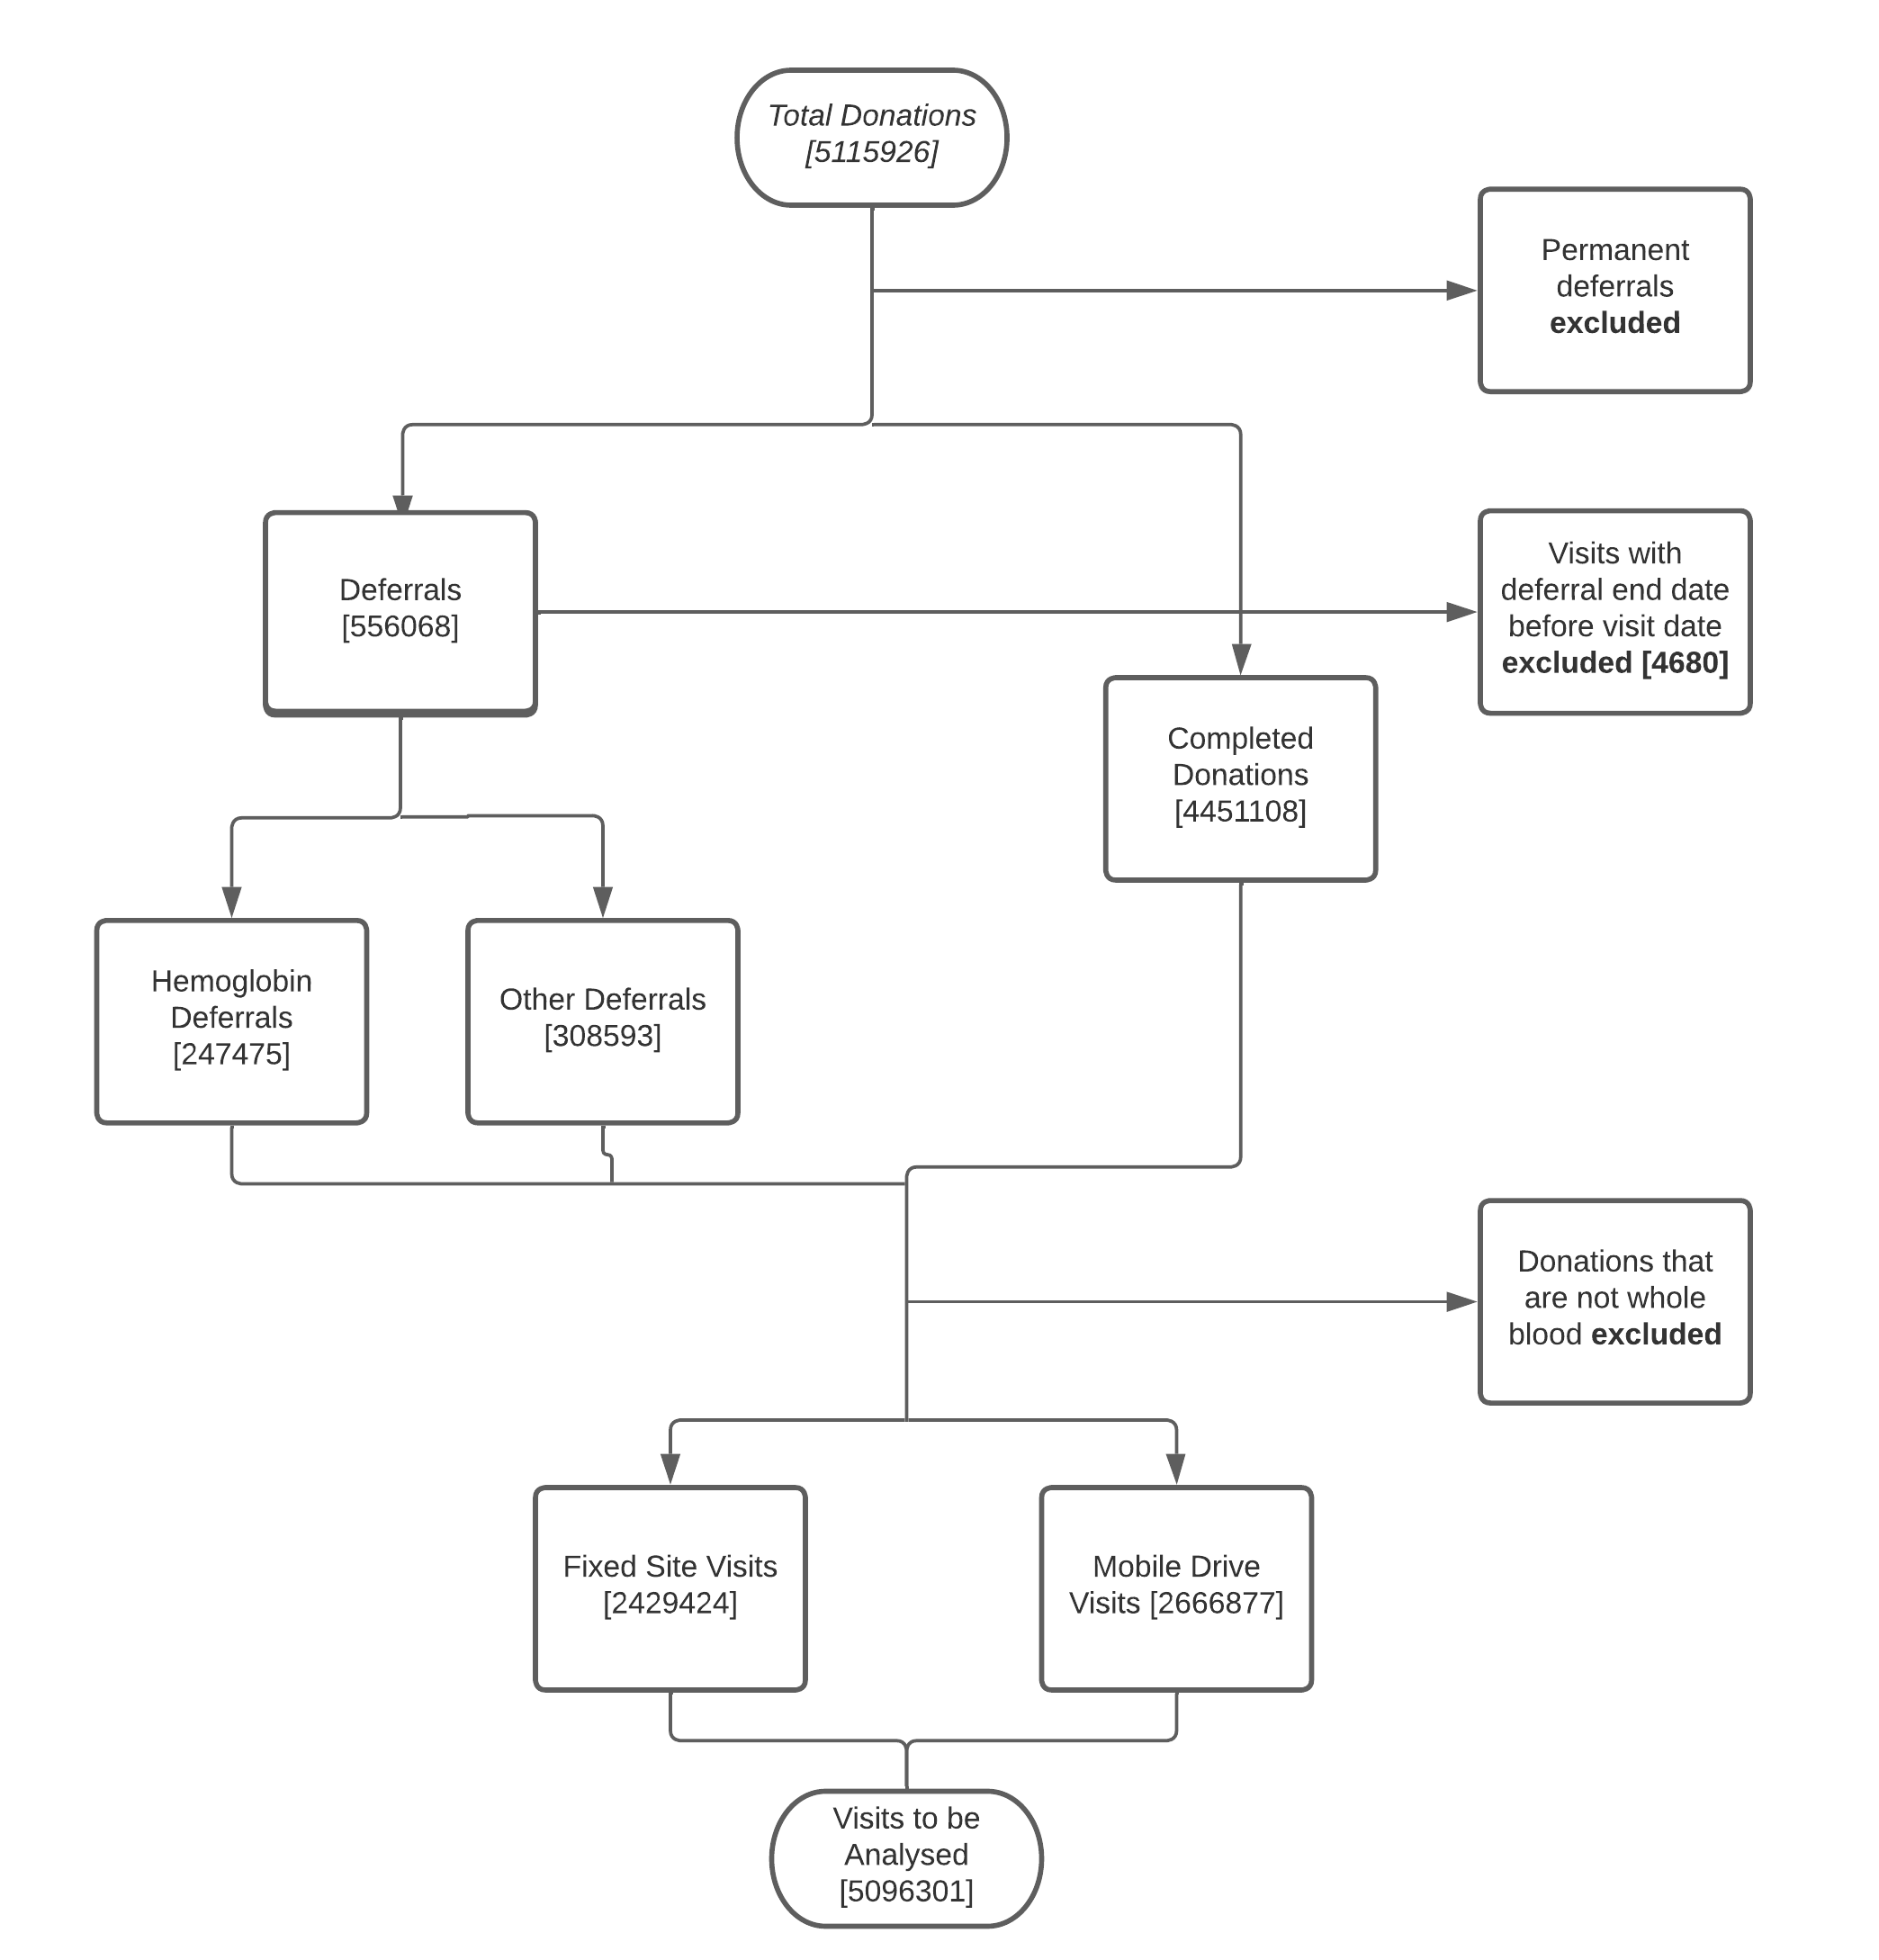 Total Donations
[5115926]
Permanent
deferrals
excluded
Deferrals
[556068]
Visits with
deferral end date
before visit date
excluded [4680]
Completed
Donations
[4451108]
Hemoglobin
Deferrals
[247475]
Other Deferrals
[308593]
Donations that
are not whole
blood excluded
Fixed Site Visits
[2429424]
Mobile Drive
Visits [2666877]
Visits to be
Analysed
[5096301]